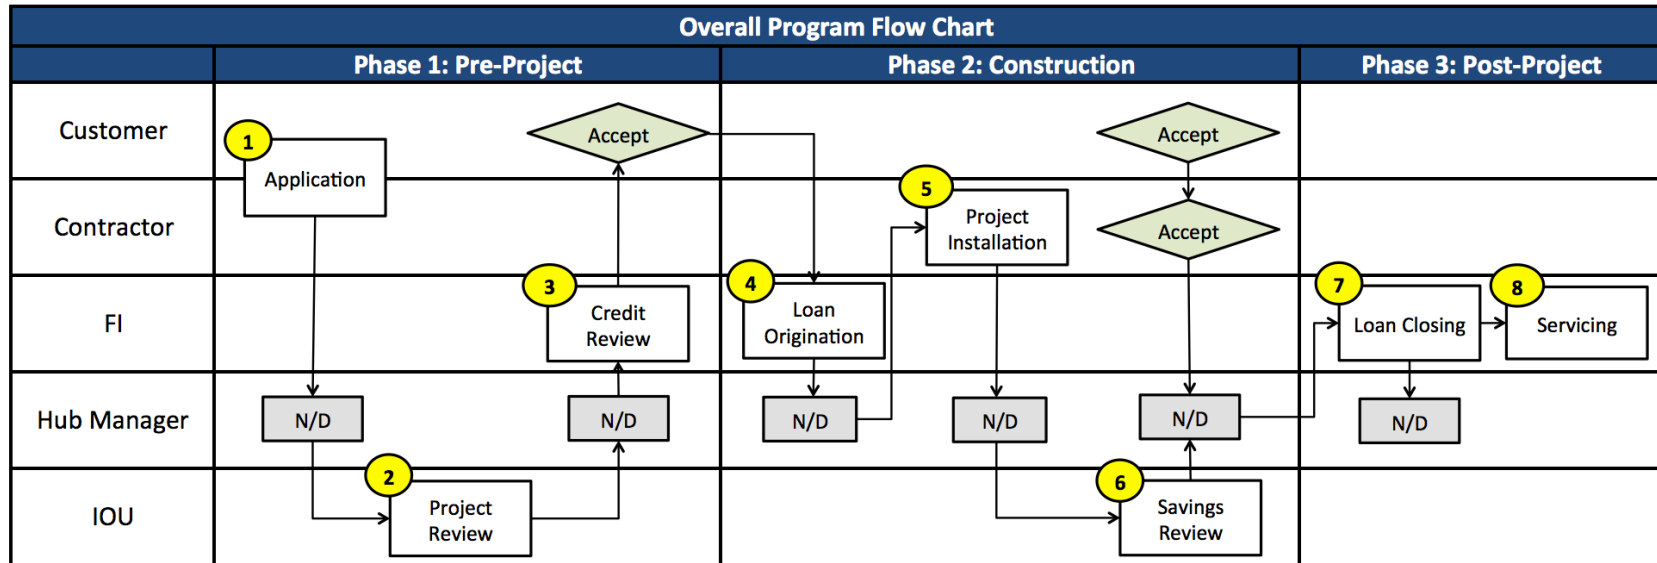 Overall Program Flow Chart
Phase 1: Pre-Project
Phase 2: Construction
Phase 3: Post-Project
Customer
1
Application
Accept
Accept
Contractor
5
Project
Installation
Accept
FI
3
Credit
Review
4
Loan
Origination
7
Loan Closing
8
Servicing
Hub Manager
N/D
N/D
N/D
N/D
N/D
N/D
IOU
2
Project
Review
6
Savings
Review